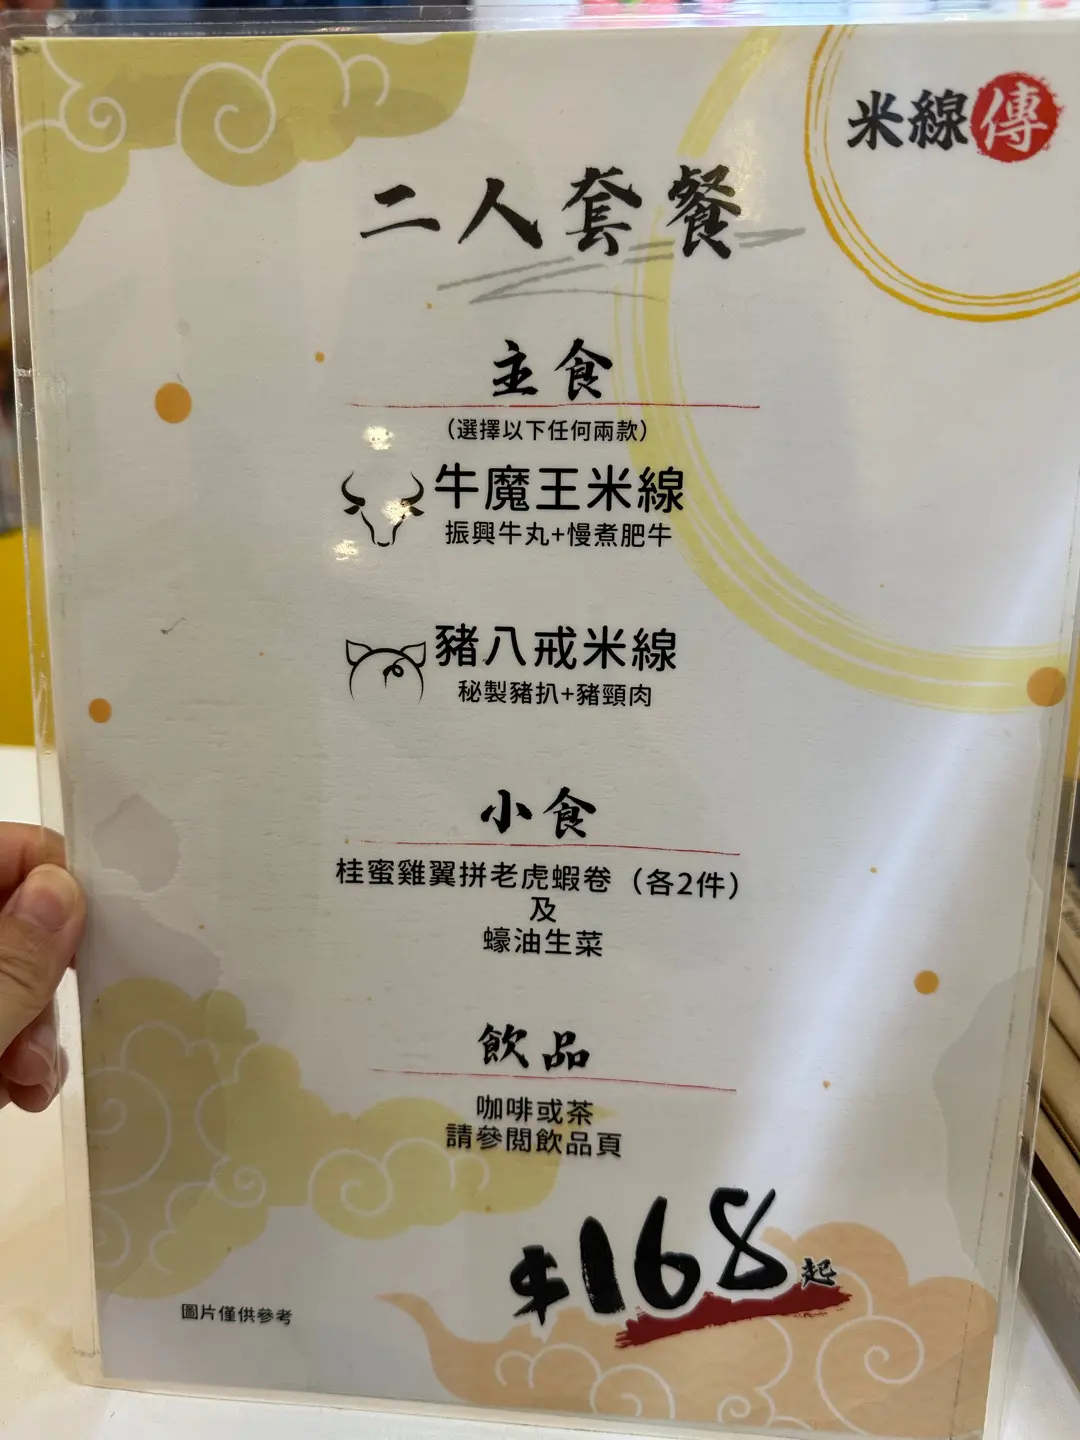 米線傳
二人套餐
主食
（選擇以下任何兩款）
牛魔王米線
振興牛丸+慢煮肥牛
豬八戒米線
秘製豬扒+豬頸肉
小食
桂蜜雞翼拼老虎蝦卷（各2件）
及
蠔油生菜
飲品
咖啡或茶
請參閲飲品頁
$168起
圖片僅供參考